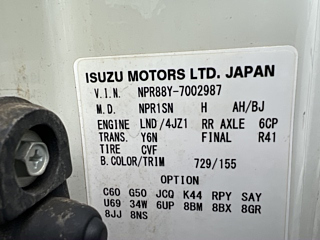 ISUZU MOTORS LTD. JAPAN
V.I.N. NPR88Y-7002987
M.D. NPR1SN H AH/BJ
ENGINE LND/4JZ1 RR AXLE 6CP
TRANS. Y6N FINAL R41
TIRE CVF
B.COLOR/TRIM 729/155
OPTION
C60 G50 JCQ K44 RPY SAY
U69 34W 6UP 8BM 8BX 8GR
8JJ 8NS